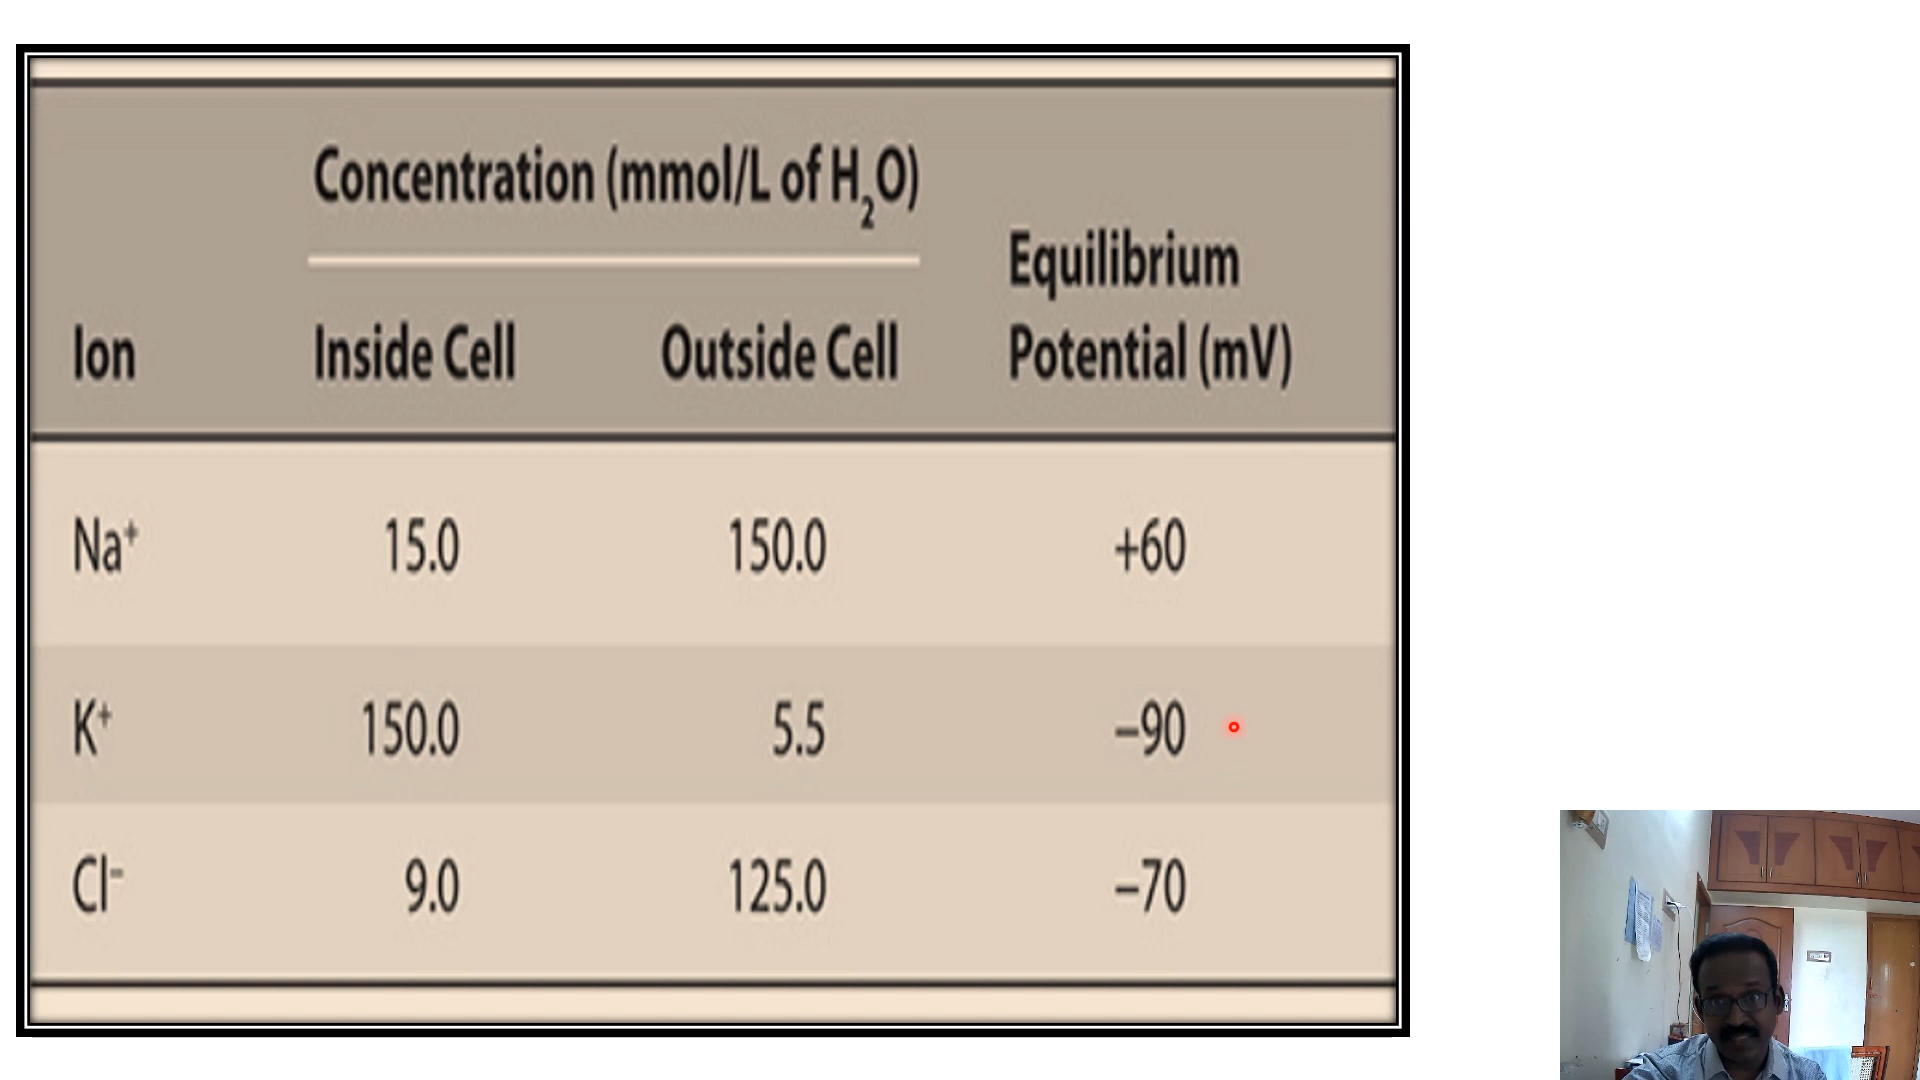 Concentration (mmol/L of H₂O)
Equilibrium
Ion Inside Cell Outside Cell Potential (mV)
Na⁺ 15.0 150.0 +60
K⁺ 150.0 5.5 –90
Cl⁻ 9.0 125.0 –70